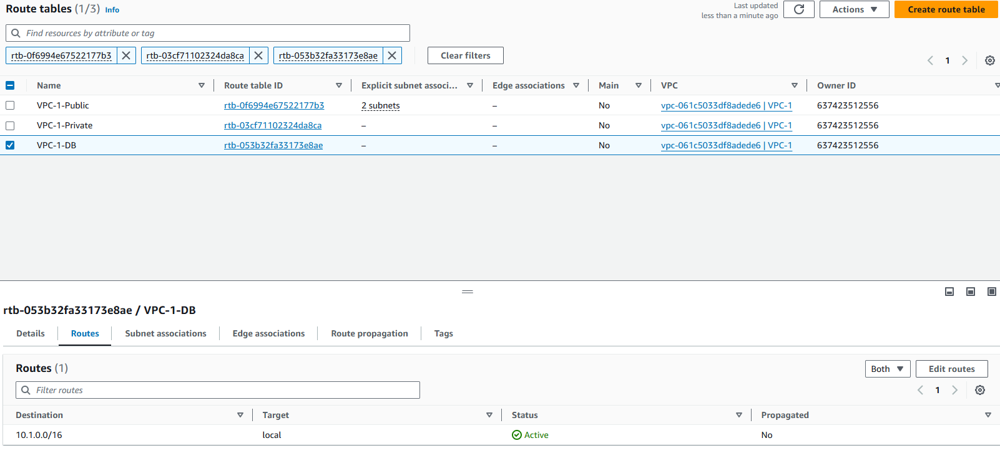 Route tables (1/3) Info
Last updated
less than a minute ago
Actions
Create route table
Find resources by attribute or tag
rtb-0f6994e67522177b3
rtb-03cf71102324da8ca
rtb-053b32fa33173e8ae
Clear filters
1
Name Route table ID Explicit subnet associ... Edge associations Main VPC Owner ID
VPC-1-Public rtb-0f6994e67522177b3 2 subnets – No vpc-061c5033df8adede6 | VPC-1 637423512556
VPC-1-Private rtb-03cf71102324da8ca – – No vpc-061c5033df8adede6 | VPC-1 637423512556
VPC-1-DB rtb-053b32fa33173e8ae – – No vpc-061c5033df8adede6 | VPC-1 637423512556
rtb-053b32fa33173e8ae / VPC-1-DB
Details Routes Subnet associations Edge associations Route propagation Tags
Routes (1)
Both
Edit routes
Filter routes
1
Destination Target Status Propagated
10.1.0.0/16 local Active No